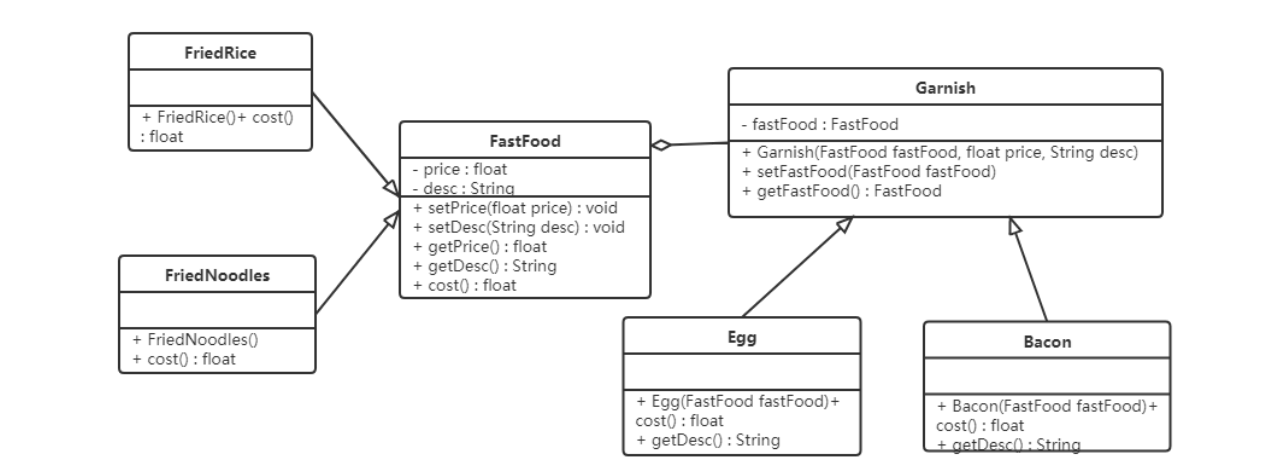 FriedRice
+ FriedRice()+ cost()
: float
FastFood
- price : float
- desc : String
+ setPrice(float price) : void
+ setDesc(String desc) : void
+ getPrice() : float
+ getDesc() : String
+ cost() : float
Garnish
- fastFood : FastFood
+ Garnish(FastFood fastFood, float price, String desc)
+ setFastFood(FastFood fastFood)
+ getFastFood() : FastFood
FriedNoodles
+ FriedNoodles()
+ cost() : float
Egg
+ Egg(FastFood fastFood)+
cost() : float
+ getDesc() : String
Bacon
+ Bacon(FastFood fastFood)+
cost() : float
+ getDesc() : String